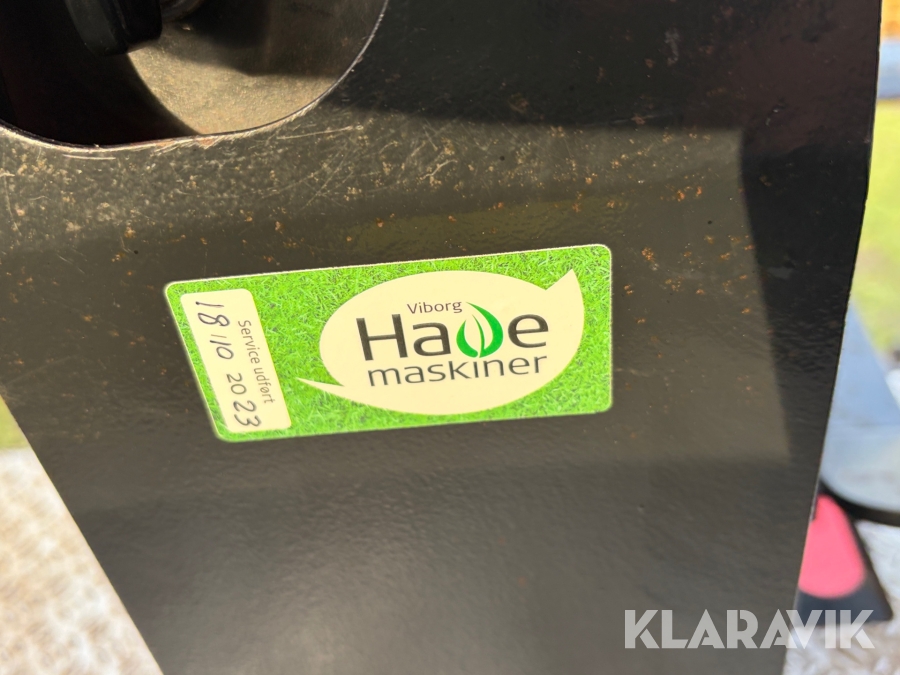 Service udført
18 10 2023
Viborg
Have
maskiner
KLARAVIK